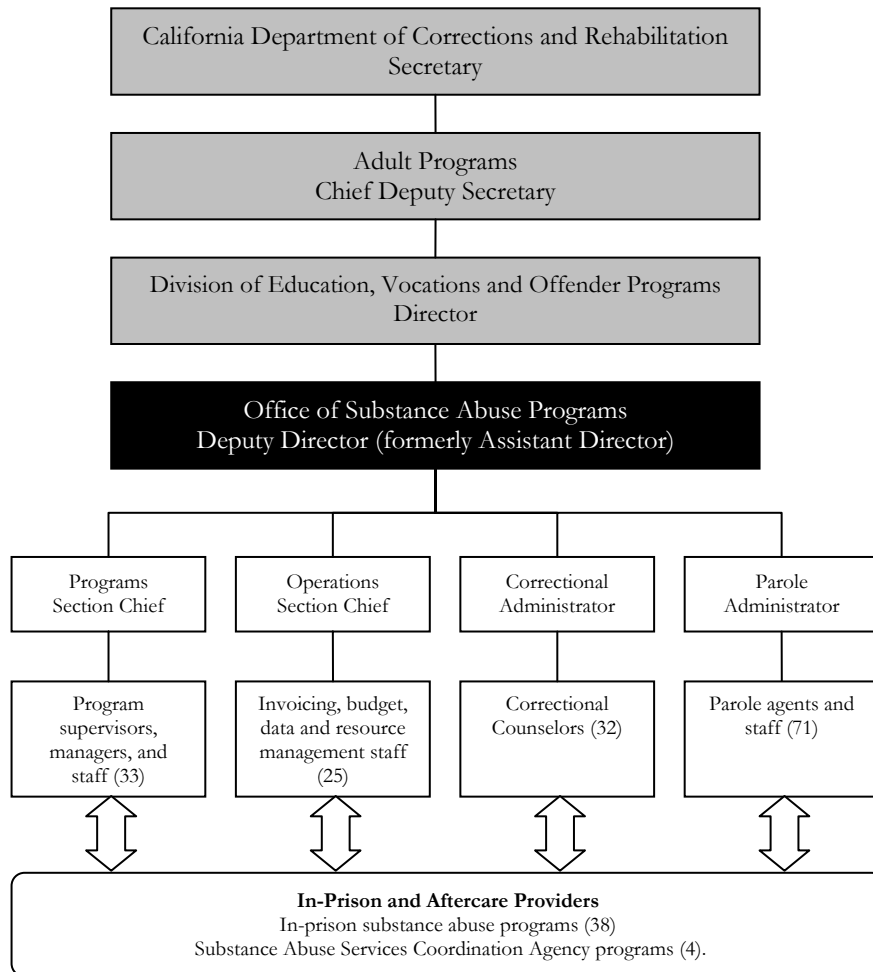 California Department of Corrections and Rehabilitation
Secretary
Adult Programs
Chief Deputy Secretary
Division of Education, Vocations and Offender Programs
Director
Office of Substance Abuse Programs
Deputy Director (formerly Assistant Director)
Programs
Section Chief
Operations
Section Chief
Correctional
Administrator
Parole
Administrator
Program
supervisors,
managers, and
staff (33)
Invoicing, budget,
data and resource
management staff
(25)
Correctional
Counselors (32)
Parole agents and
staff (71)
In-Prison and Aftercare Providers
In-prison substance abuse programs (38)
Substance Abuse Services Coordination Agency programs (4).